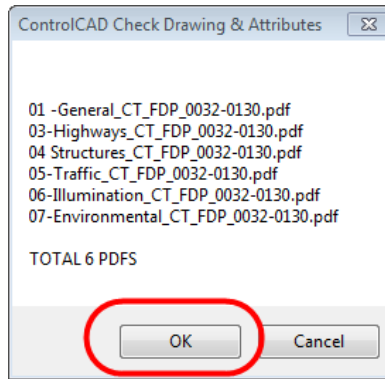 ControlCAD Check Drawing & Attributes
01 -General_CT_FDP_0032-0130.pdf
03-Highways_CT_FDP_0032-0130.pdf
04 Structures_CT_FDP_0032-0130.pdf
05-Traffic_CT_FDP_0032-0130.pdf
06-Illumination_CT_FDP_0032-0130.pdf
07-Environmental_CT_FDP_0032-0130.pdf
TOTAL 6 PDFS
OK Cancel